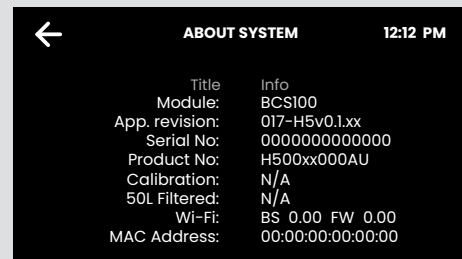 ABOUT SYSTEM 12:12 PM
Title Info
Module: BCS100
App. revision: 017-H5v0.1.xx
Serial No: 0000000000000
Product No: H500xx000AU
Calibration: N/A
50L Filtered: N/A
Wi-Fi: BS 0.00 FW 0.00
MAC Address: 00:00:00:00:00:00